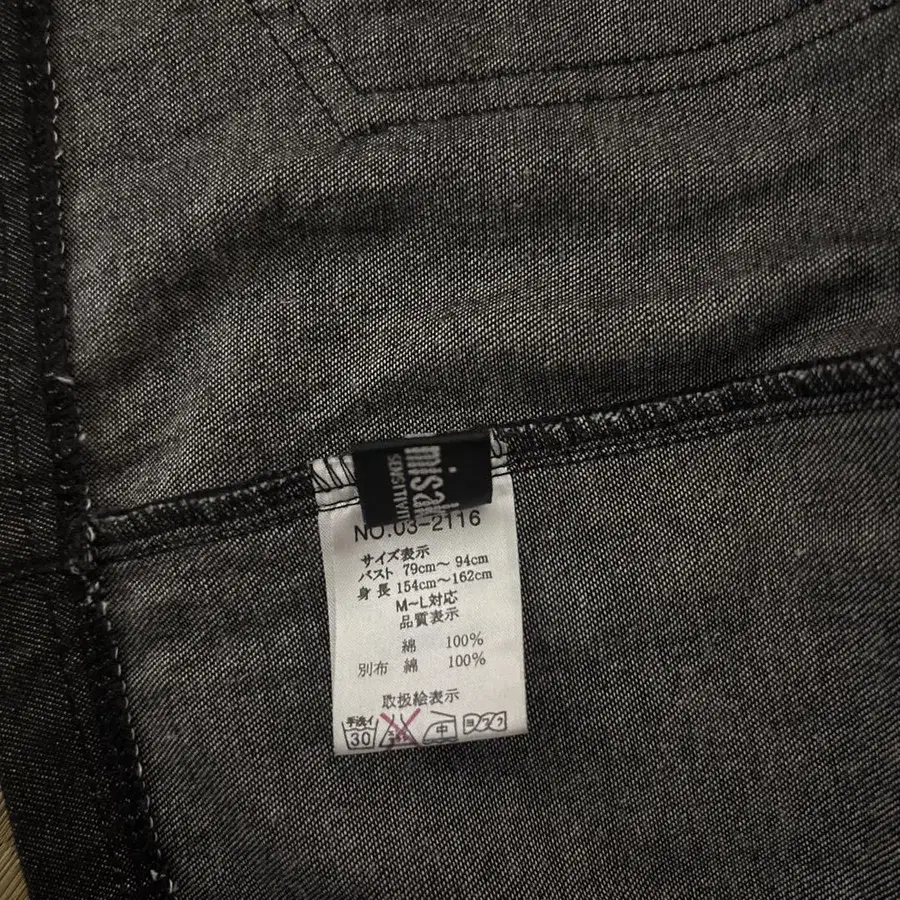 NO.03-2116
サイズ表示
バスト 79cm～ 94cm
身 長 154cm～162cm
M～L対応
品質表示
綿 100%
別布 綿 100%
取扱絵表示
手洗イ
30
中
ヨワク